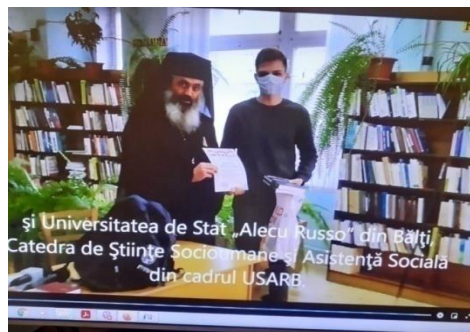 și Universitatea de Stat „Alecu Russo” din Bălți,
Catedra de Științe Socioumane și Asistență Socială
din cadrul USARB.